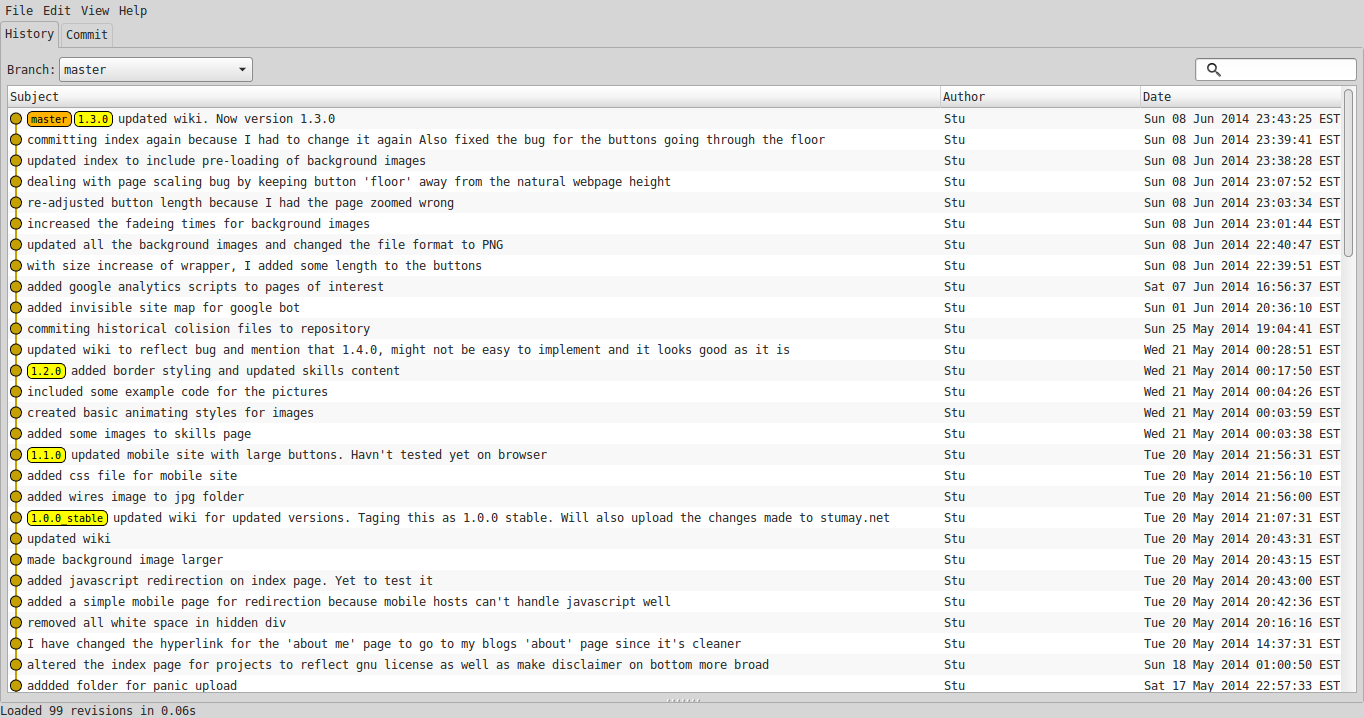 File Edit View Help
History Commit
Branch: master
Subject Author Date
master 1.3.0 updated wiki. Now version 1.3.0 Stu Sun 08 Jun 2014 23:43:25 EST
committing index again because I had to change it again Also fixed the bug for the buttons going through the floor Stu Sun 08 Jun 2014 23:39:41 EST
updated index to include pre-loading of background images Stu Sun 08 Jun 2014 23:38:28 EST
dealing with page scaling bug by keeping button 'floor' away from the natural webpage height Stu Sun 08 Jun 2014 23:07:52 EST
re-adjusted button length because I had the page zoomed wrong Stu Sun 08 Jun 2014 23:03:34 EST
increased the fadeing times for background images Stu Sun 08 Jun 2014 23:01:44 EST
updated all the background images and changed the file format to PNG Stu Sun 08 Jun 2014 22:40:47 EST
with size increase of wrapper, I added some length to the buttons Stu Sun 08 Jun 2014 22:39:51 EST
added google analytics scripts to pages of interest Stu Sat 07 Jun 2014 16:56:37 EST
added invisible site map for google bot Stu Sun 01 Jun 2014 20:36:10 EST
commiting historical colision files to repository Stu Sun 25 May 2014 19:04:41 EST
updated wiki to reflect bug and mention that 1.4.0, might not be easy to implement and it looks good as it is Stu Wed 21 May 2014 00:28:51 EST
1.2.0 added border styling and updated skills content Stu Wed 21 May 2014 00:17:50 EST
included some example code for the pictures Stu Wed 21 May 2014 00:04:26 EST
created basic animating styles for images Stu Wed 21 May 2014 00:03:59 EST
added some images to skills page Stu Wed 21 May 2014 00:03:38 EST
1.1.0 updated mobile site with large buttons. Havn't tested yet on browser Stu Tue 20 May 2014 21:56:31 EST
added css file for mobile site Stu Tue 20 May 2014 21:56:10 EST
added wires image to jpg folder Stu Tue 20 May 2014 21:56:00 EST
1.0.0_stable updated wiki for updated versions. Taging this as 1.0.0 stable. Will also upload the changes made to stumay.net Stu Tue 20 May 2014 21:07:31 EST
updated wiki Stu Tue 20 May 2014 20:43:31 EST
made background image larger Stu Tue 20 May 2014 20:43:15 EST
added javascript redirection on index page. Yet to test it Stu Tue 20 May 2014 20:43:00 EST
added a simple mobile page for redirection because mobile hosts can't handle javascript well Stu Tue 20 May 2014 20:42:36 EST
removed all white space in hidden div Stu Tue 20 May 2014 20:16:16 EST
I have changed the hyperlink for the 'about me' page to go to my blogs 'about' page since it's cleaner Stu Tue 20 May 2014 14:37:31 EST
altered the index page for projects to reflect gnu license as well as make disclaimer on bottom more broad Stu Sun 18 May 2014 01:00:50 EST
addded folder for panic upload Stu Sat 17 May 2014 22:57:33 EST
Loaded 99 revisions in 0.06s